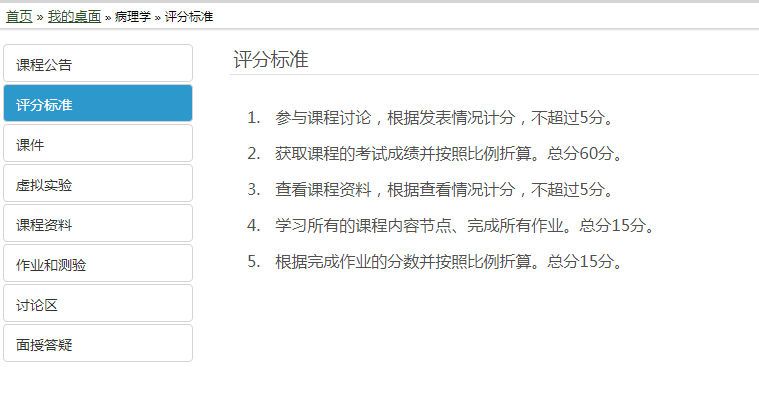 首页 » 我的桌面 » 病理学 » 评分标准
课程公告
评分标准
课件
虚拟实验
课程资料
作业和测验
讨论区
面授答疑
评分标准
1. 参与课程讨论，根据发表情况计分，不超过5分。
2. 获取课程的考试成绩并按照比例折算。总分60分。
3. 查看课程资料，根据查看情况计分，不超过5分。
4. 学习所有的课程内容节点、完成所有作业。总分15分。
5. 根据完成作业的分数并按照比例折算。总分15分。